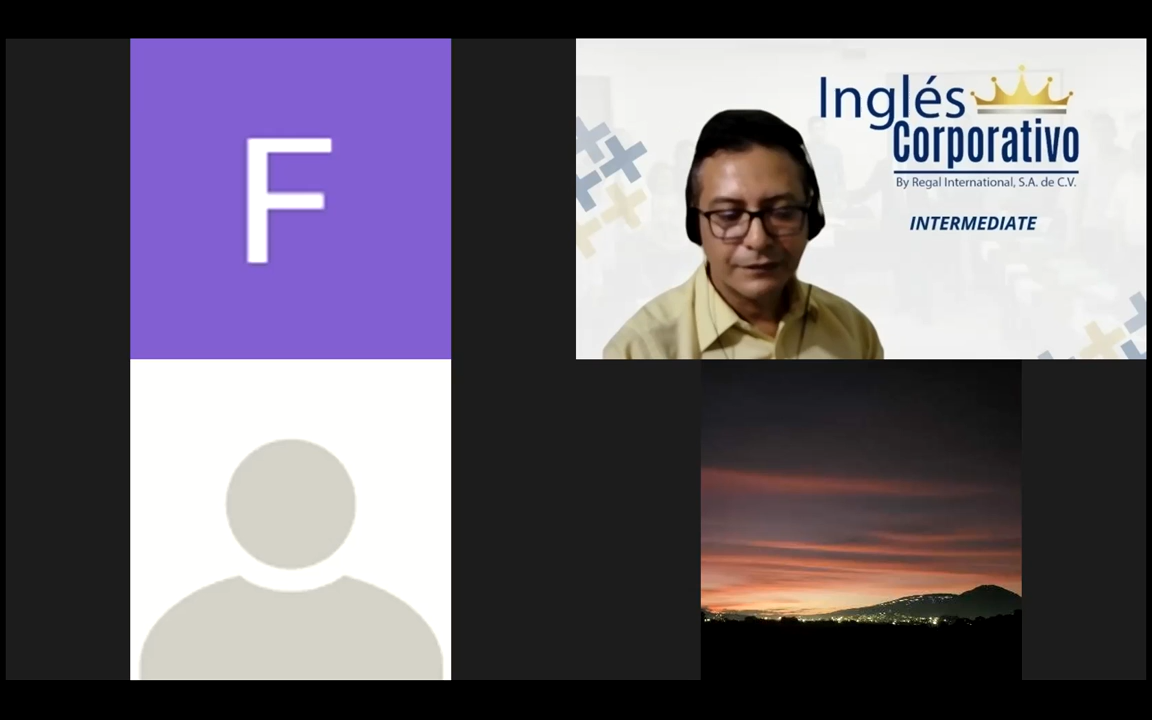 F
Inglés
Corporativo
By Regal International, S.A. de C.V.
INTERMEDIATE